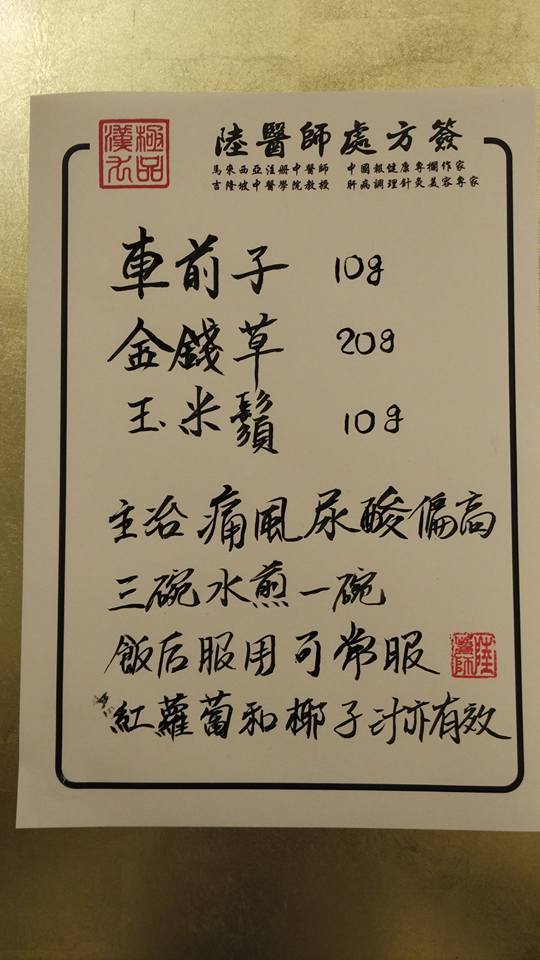 極品
漢方
陸醫師處方簽
馬來西亞注册中醫師 中國報健康專欄作家
吉隆坡中醫學院教授 肝病調理針灸美容專家
車前子 10g
金錢草 20g
玉米鬚 10g
主治痛風尿酸偏高
三碗水煎一碗
飯后服用可常服
陸醫師
紅蘿蔔和椰子汁亦有效